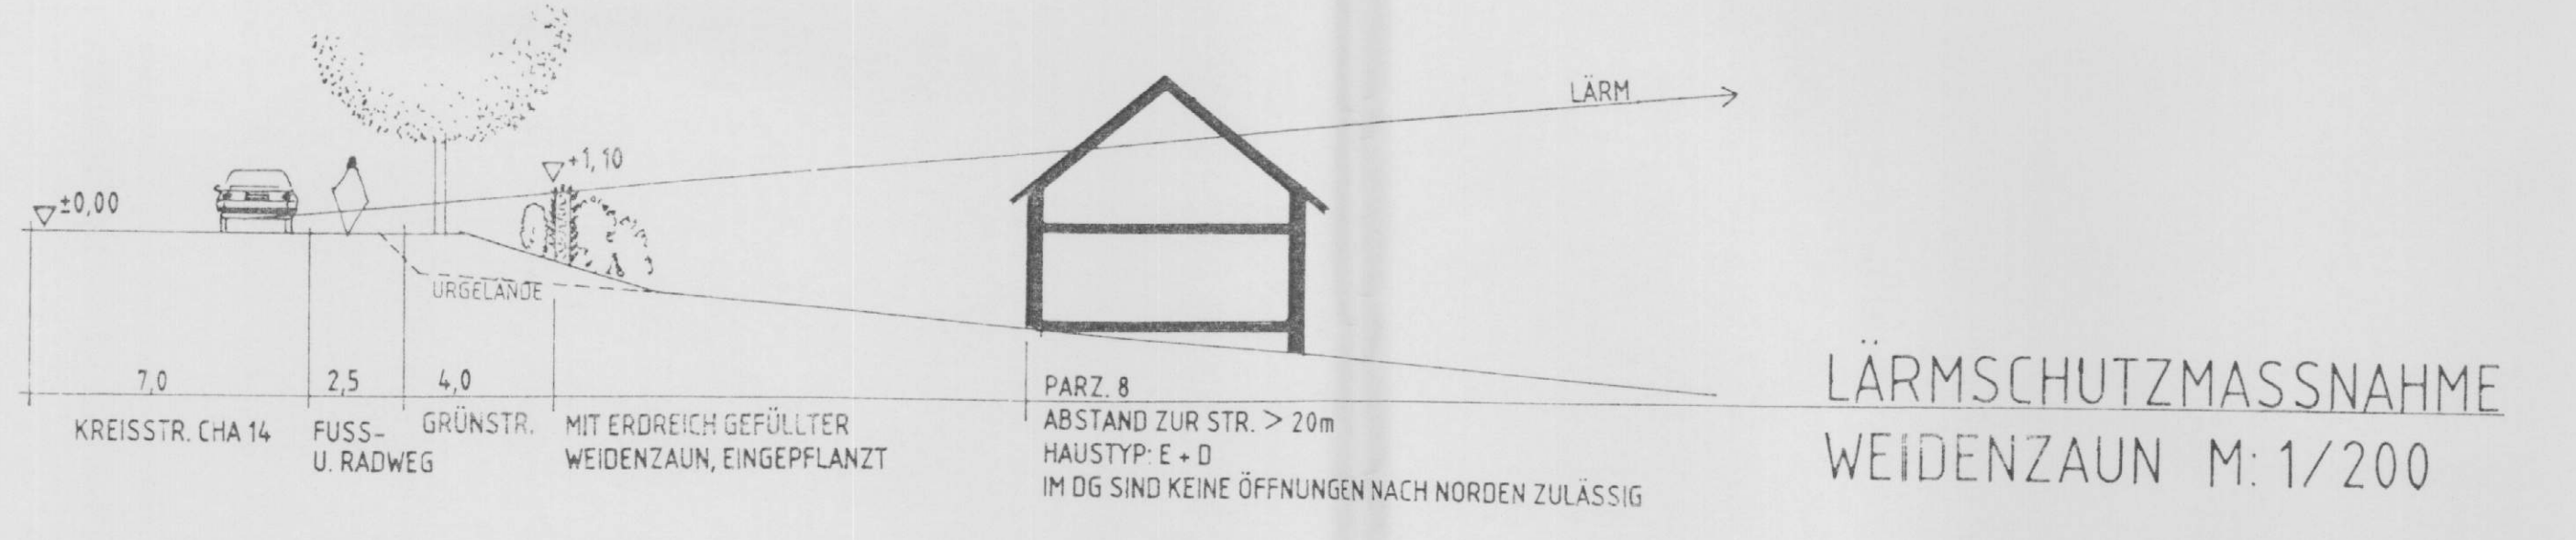 LÄRM
+1,10
±0,00
URGELÄNDE
7,0
2,5
4,0
KREISSTR. CHA 14
FUSS-
U. RADWEG
GRÜNSTR.
MIT ERDREICH GEFÜLLTER
WEIDENZAUN, EINGEPFLANZT
PARZ. 8
ABSTAND ZUR STR. > 20m
HAUSTYP: E + D
IM DG SIND KEINE ÖFFNUNGEN NACH NORDEN ZULÄSSIG
LÄRMSCHUTZMASSNAHME
WEIDENZAUN M: 1/200